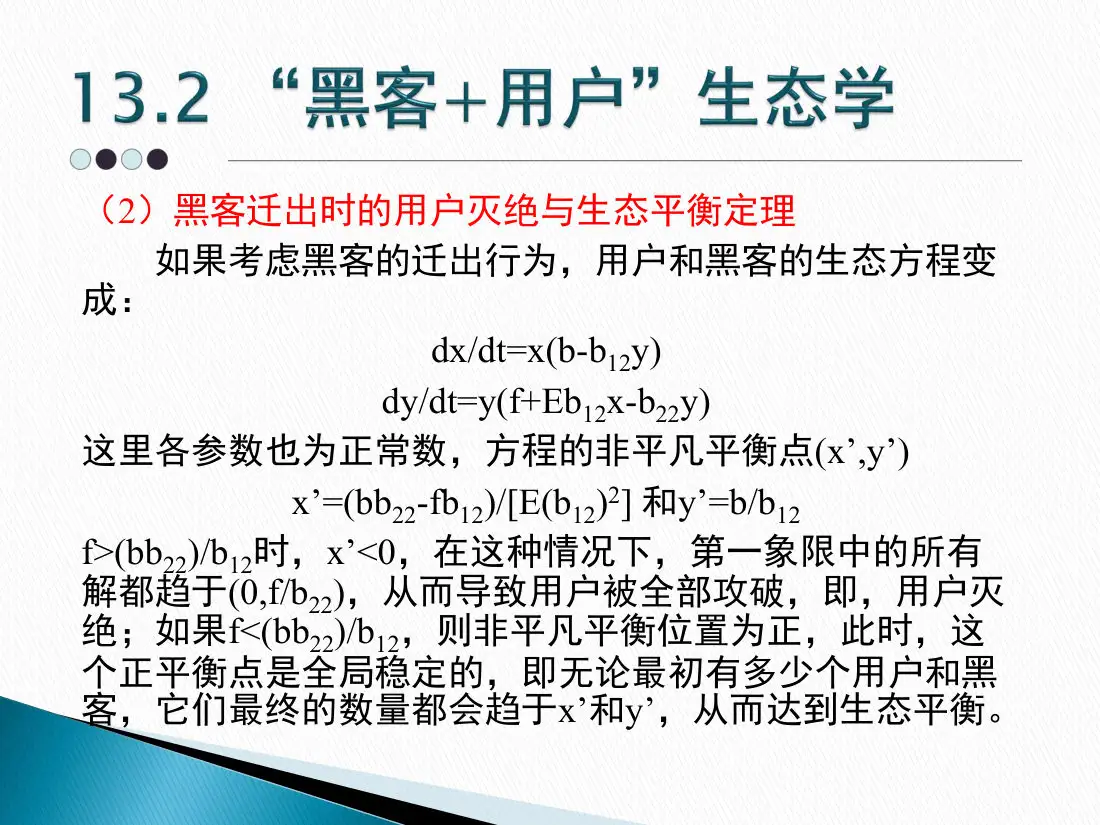 13.2 “黑客+用户”生态学
（2）黑客迁出时的用户灭绝与生态平衡定理
如果考虑黑客的迁出行为，用户和黑客的生态方程变
成：
dx/dt=x(b-b₁₂y)
dy/dt=y(f+Eb₁₂x-b₂₂y)
这里各参数也为正常数，方程的非平凡平衡点(x’,y’)
x’=(bb₂₂-fb₁₂)/[E(b₁₂)²] 和y’=b/b₁₂
f>(bb₂₂)/b₁₂时，x’<0，在这种情况下，第一象限中的所有
解都趋于(0,f/b₂₂)，从而导致用户被全部攻破，即，用户灭
绝；如果f<(bb₂₂)/b₁₂，则非平凡平衡位置为正，此时，这
个正平衡点是全局稳定的，即无论最初有多少个用户和黑
客，它们最终的数量都会趋于x’和y’，从而达到生态平衡。